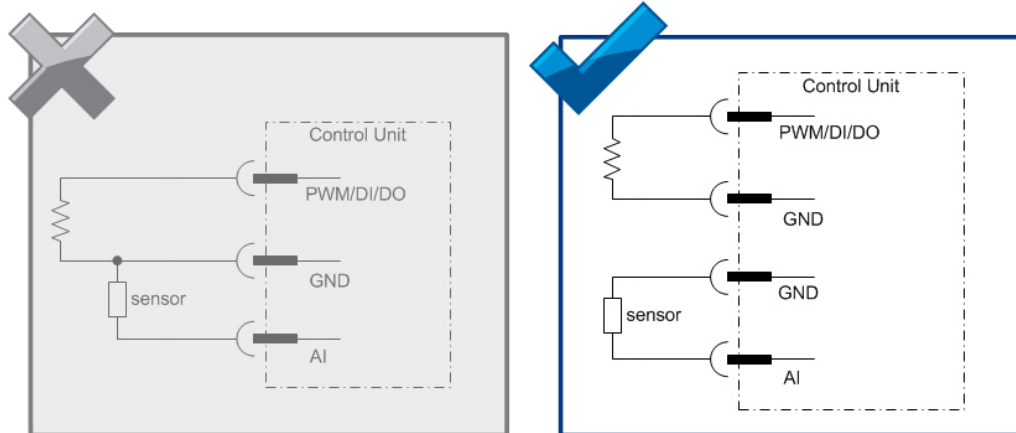 Control Unit
PWM/DI/DO
GND
sensor
AI
Control Unit
PWM/DI/DO
GND
GND
sensor
AI